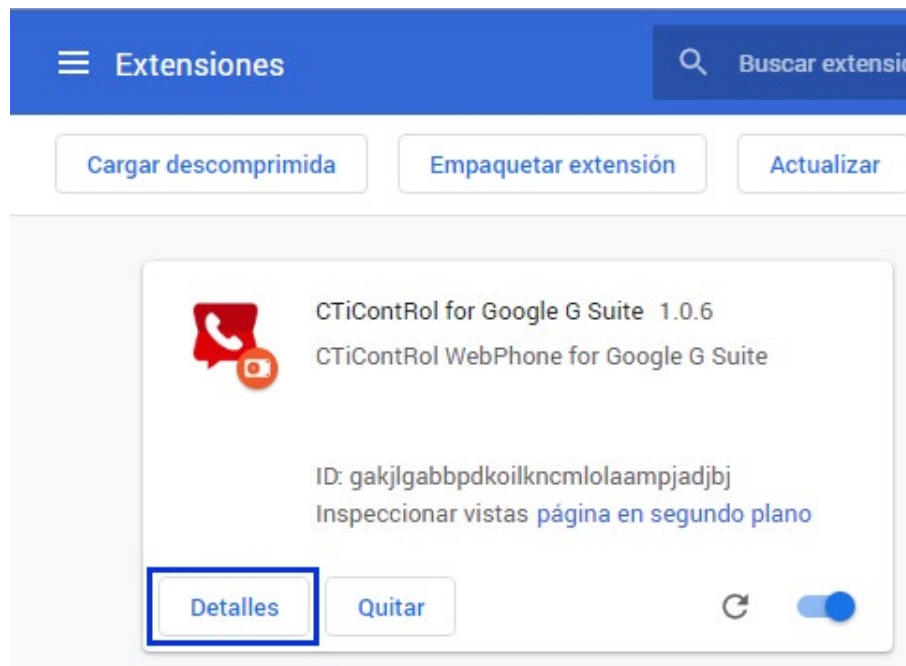 Extensiones
Buscar extensio
Cargar descomprimida
Empaquetar extensión
Actualizar
CTiContRol for Google G Suite 1.0.6
CTiContRol WebPhone for Google G Suite
ID: gakjlgabbpdkoilkncmlolaampjadjbj
Inspeccionar vistas página en segundo plano
Detalles
Quitar